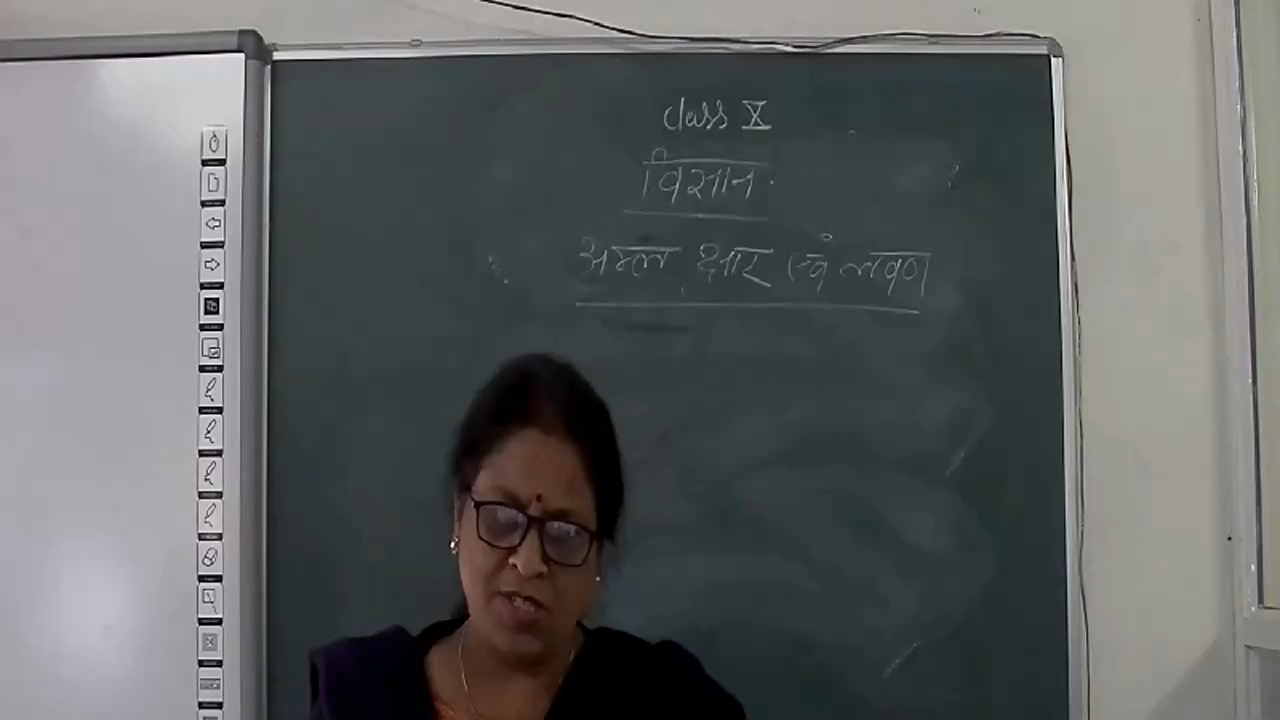 class X
विज्ञान
अम्ल, क्षार एवं लवण